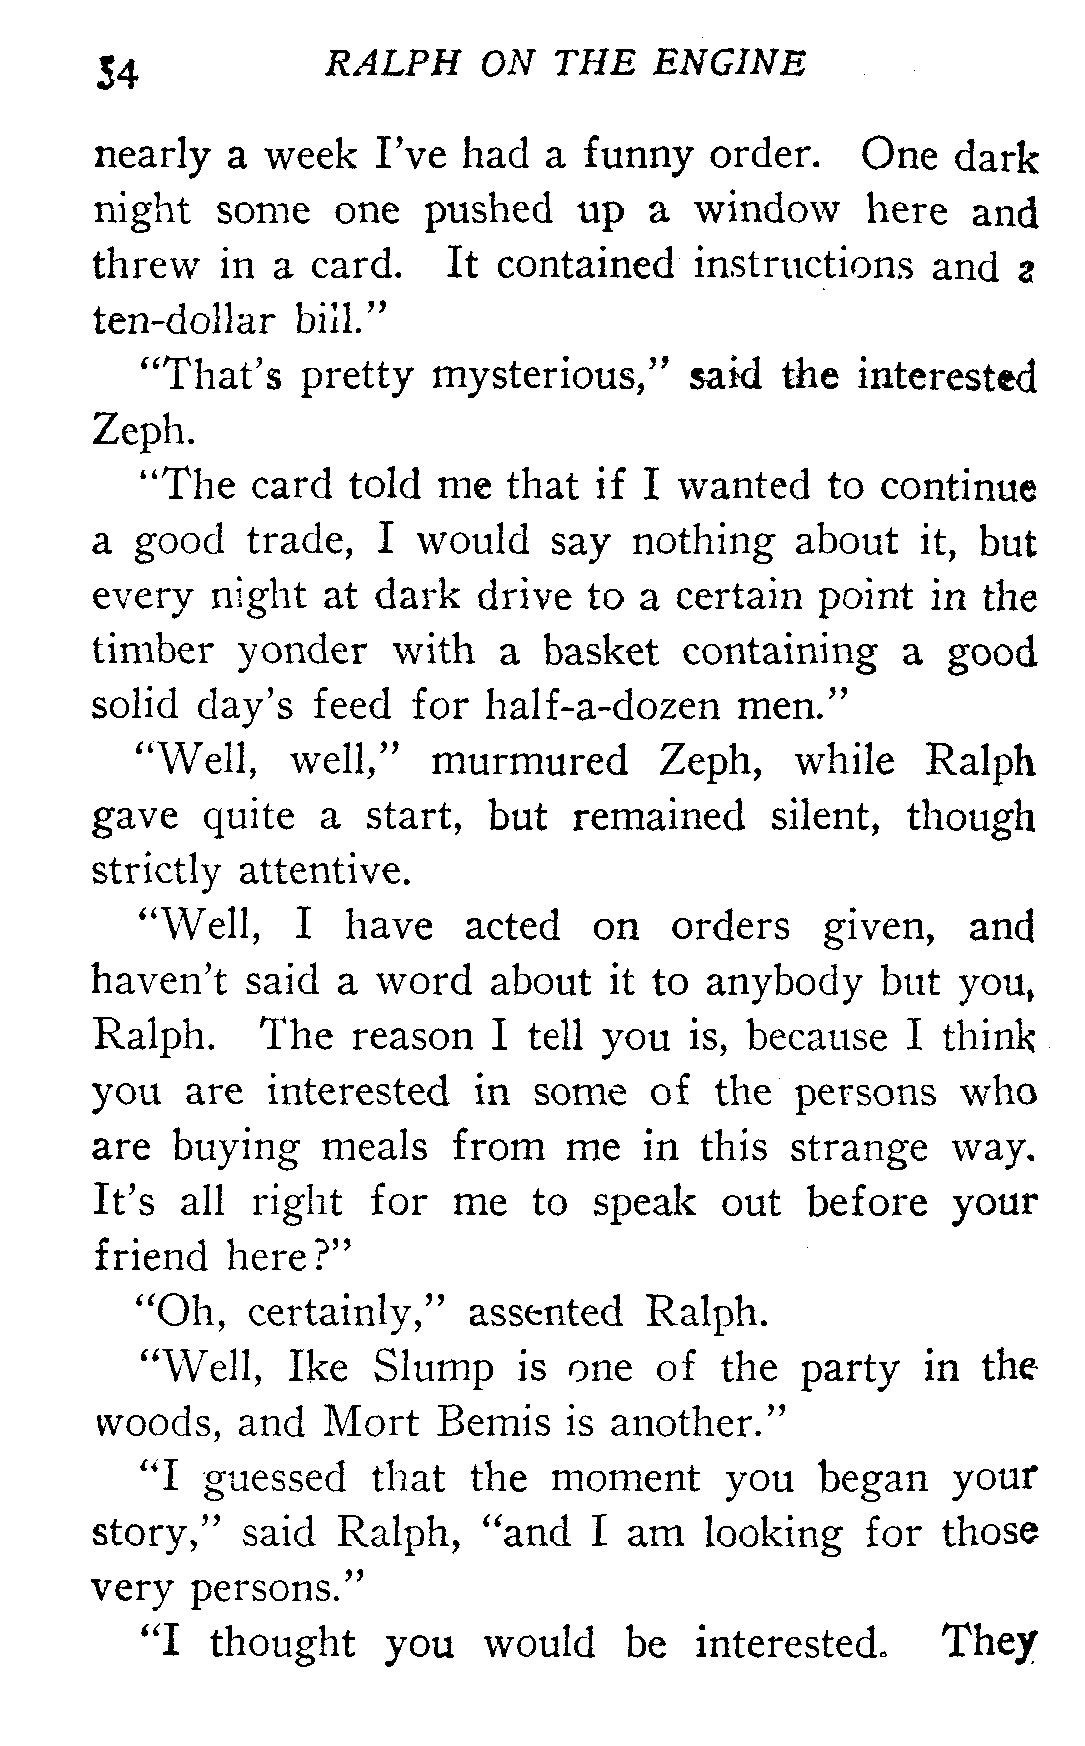 54 RALPH ON THE ENGINE
nearly a week I've had a funny order. One dark
night some one pushed up a window here and
threw in a card. It contained instructions and a
ten-dollar bill."
"That's pretty mysterious," said the interested
Zeph.
"The card told me that if I wanted to continue
a good trade, I would say nothing about it, but
every night at dark drive to a certain point in the
timber yonder with a basket containing a good
solid day's feed for half-a-dozen men."
"Well, well," murmured Zeph, while Ralph
gave quite a start, but remained silent, though
strictly attentive.
"Well, I have acted on orders given, and
haven't said a word about it to anybody but you,
Ralph. The reason I tell you is, because I think
you are interested in some of the persons who
are buying meals from me in this strange way.
It's all right for me to speak out before your
friend here?"
"Oh, certainly," assented Ralph.
"Well, Ike Slump is one of the party in the
woods, and Mort Bemis is another."
"I guessed that the moment you began your
story," said Ralph, "and I am looking for those
very persons."
"I thought you would be interested. They